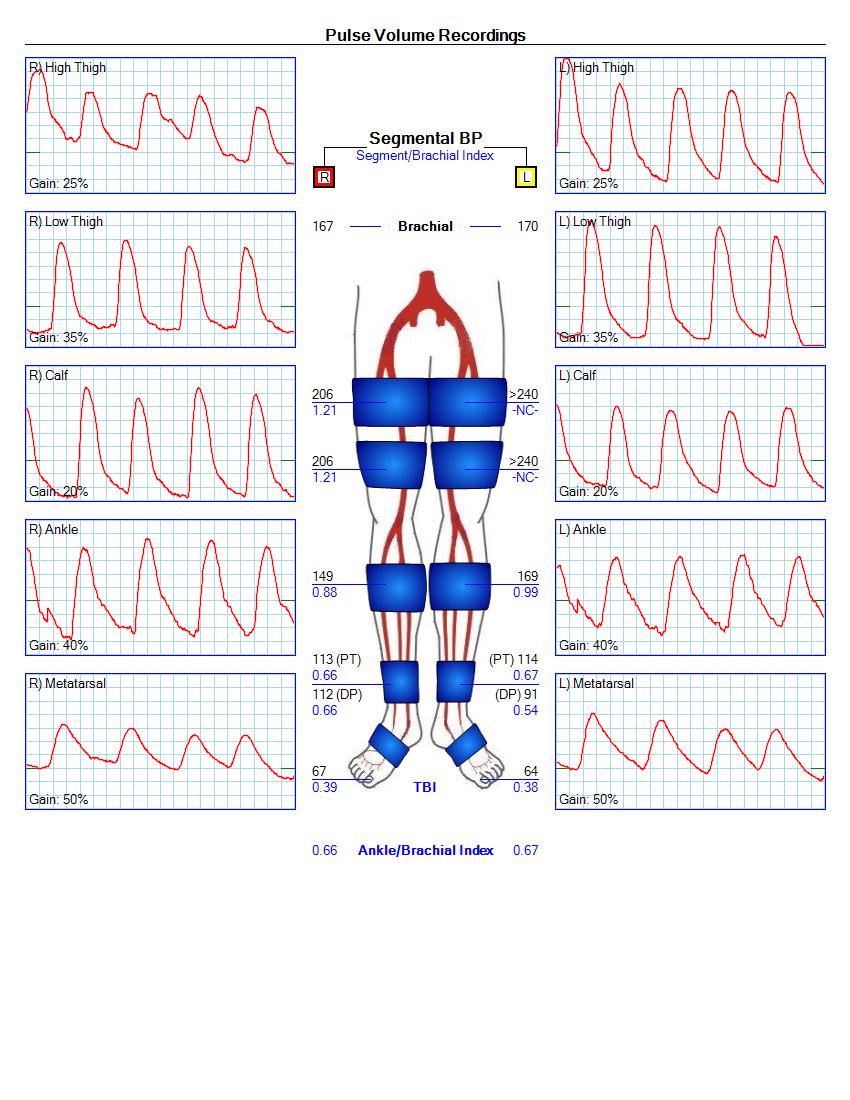 Pulse Volume Recordings
R) High Thigh
Gain: 25%
R) Low Thigh
Gain: 35%
R) Calf
Gain: 20%
R) Ankle
Gain: 40%
R) Metatarsal
Gain: 50%
Segmental BP
Segment/Brachial Index
R L
167 Brachial 170
206 >240
1.21 -NC-
206 >240
1.21 -NC-
149 169
0.88 0.99
113 (PT) (PT) 114
0.66 0.67
112 (DP) (DP) 91
0.66 0.54
67 64
0.39 TBI 0.38
0.66 Ankle/Brachial Index 0.67
L) High Thigh
Gain: 25%
L) Low Thigh
Gain: 35%
L) Calf
Gain: 20%
L) Ankle
Gain: 40%
L) Metatarsal
Gain: 50%